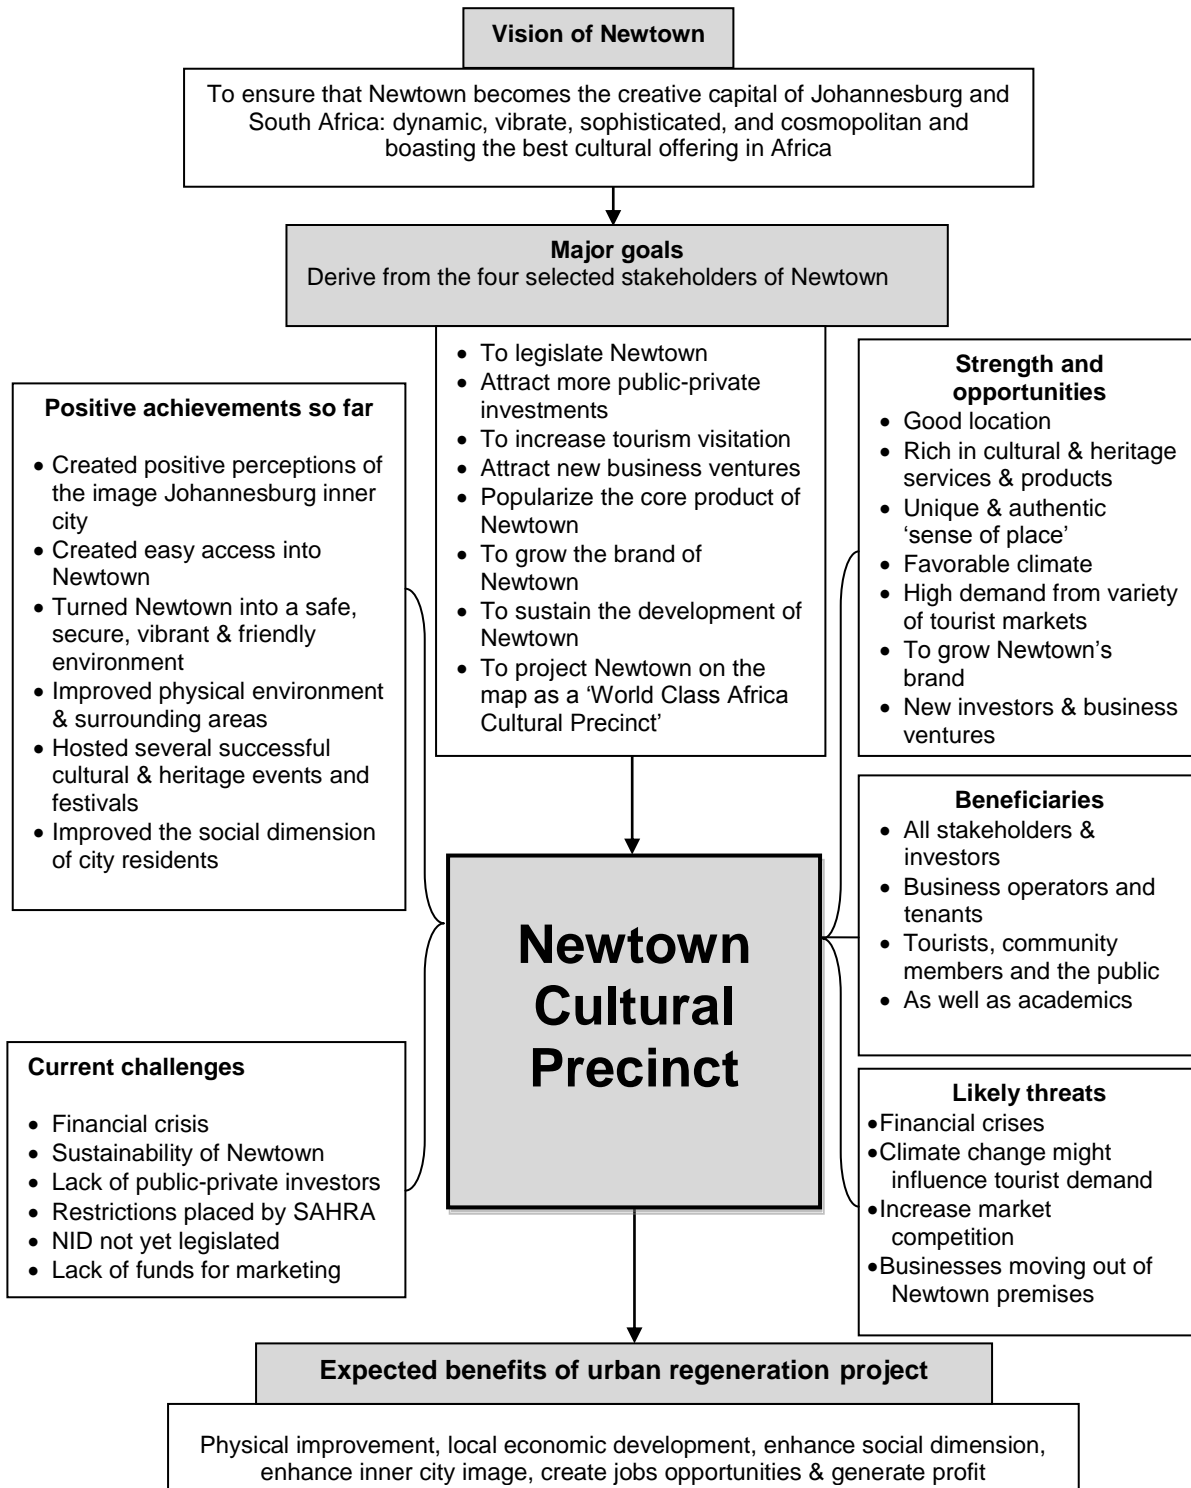 Vision of Newtown
To ensure that Newtown becomes the creative capital of Johannesburg and
South Africa: dynamic, vibrate, sophisticated, and cosmopolitan and
boasting the best cultural offering in Africa
Major goals
Derive from the four selected stakeholders of Newtown
• To legislate Newtown
• Attract more public-private
investments
• To increase tourism visitation
• Attract new business ventures
• Popularize the core product of
Newtown
• To grow the brand of
Newtown
• To sustain the development of
Newtown
• To project Newtown on the
map as a ‘World Class Africa
Cultural Precinct’
Positive achievements so far
• Created positive perceptions of
the image Johannesburg inner
city
• Created easy access into
Newtown
• Turned Newtown into a safe,
secure, vibrant & friendly
environment
• Improved physical environment
& surrounding areas
• Hosted several successful
cultural & heritage events and
festivals
• Improved the social dimension
of city residents
Strength and
opportunities
• Good location
• Rich in cultural & heritage
services & products
• Unique & authentic
‘sense of place’
• Favorable climate
• High demand from variety
of tourist markets
• To grow Newtown’s
brand
• New investors & business
ventures
Beneficiaries
• All stakeholders &
investors
• Business operators and
tenants
• Tourists, community
members and the public
• As well as academics
Newtown
Cultural
Precinct
Current challenges
• Financial crisis
• Sustainability of Newtown
• Lack of public-private investors
• Restrictions placed by SAHRA
• NID not yet legislated
• Lack of funds for marketing
Likely threats
•Financial crises
•Climate change might
influence tourist demand
•Increase market
competition
•Businesses moving out of
Newtown premises
Expected benefits of urban regeneration project
Physical improvement, local economic development, enhance social dimension,
enhance inner city image, create jobs opportunities & generate profit